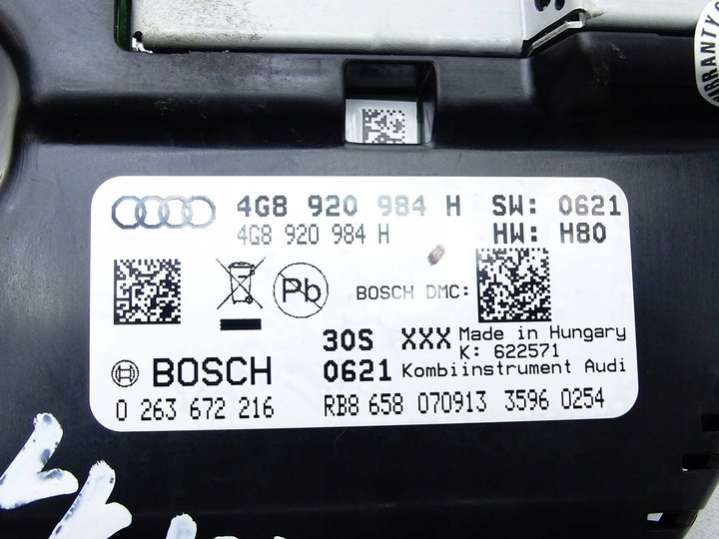 WARRANTY
4G8 920 984 H SW: 0621
4G8 920 984 H HW: H80
Pb
BOSCH DMC:
30S XXX Made in Hungary
K: 622571
BOSCH 0621 Kombiinstrument Audi
0 263 672 216 RB8 658 070913 3596 0254